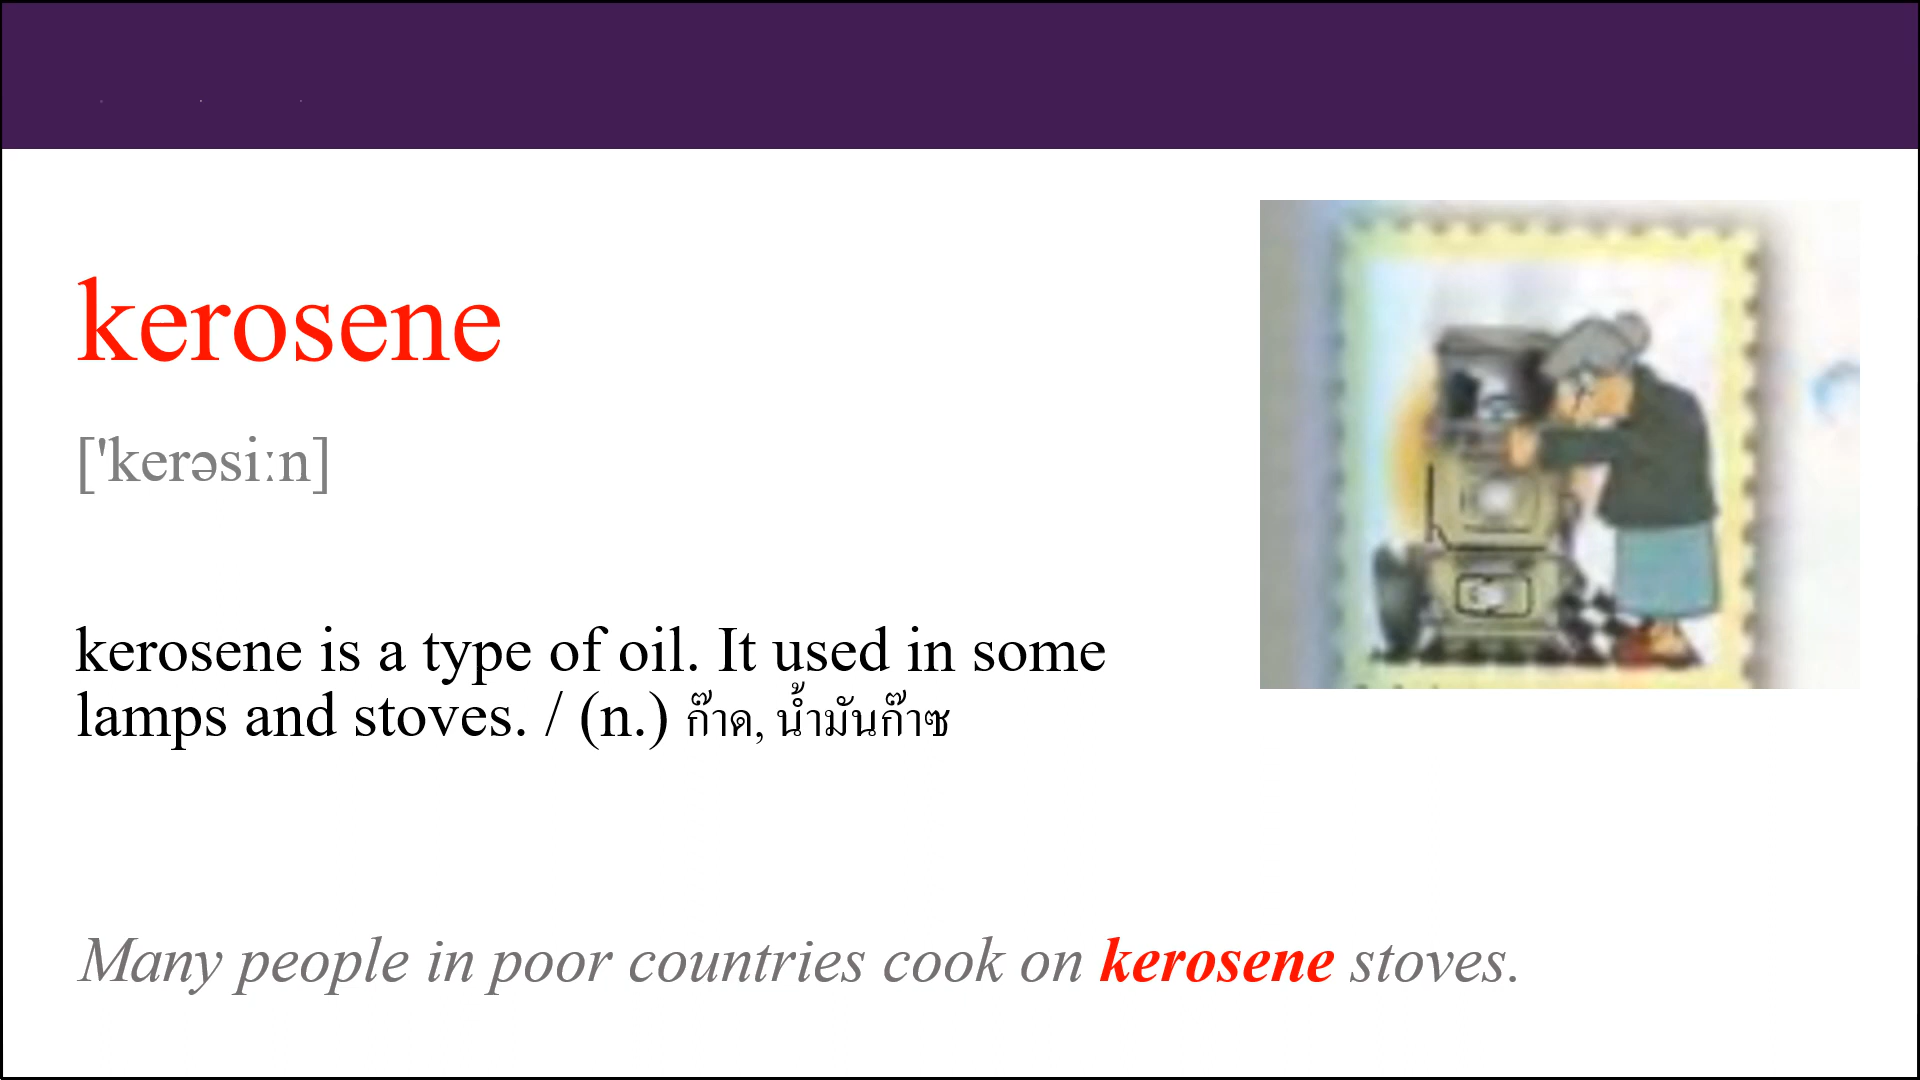 kerosene
['kerəsiːn]
kerosene is a type of oil. It used in some
lamps and stoves. / (n.) ก๊าด, น้ำมันก๊าซ
Many people in poor countries cook on kerosene stoves.